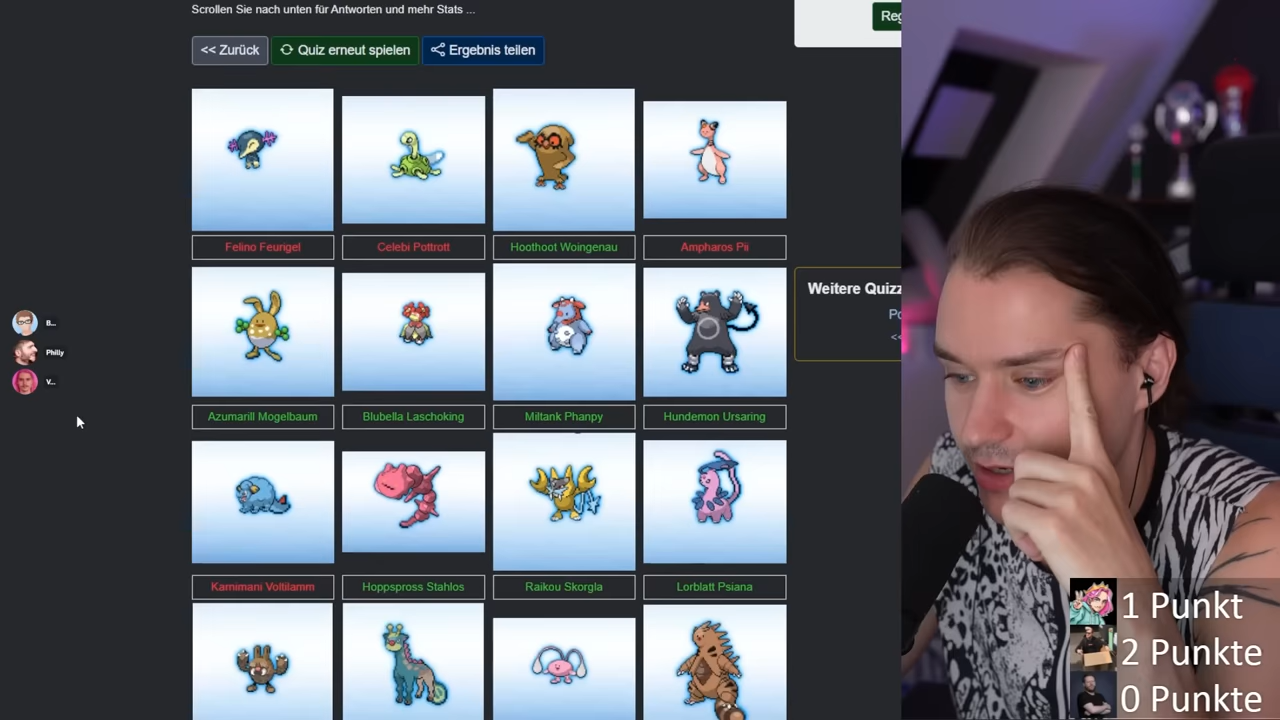 Scrollen Sie nach unten für Antworten und mehr Stats ...
<< Zurück
Quiz erneut spielen
Ergebnis teilen
Reg
Felino Feurigel
Celebi Pottrott
Hoothoot Woingenau
Ampharos Pii
Weitere Quizz
Po
<<
B...
Philly
V...
Azumarill Mogelbaum
Blubella Laschoking
Miltank Phanpy
Hundemon Ursaring
Karnimani Voltilamm
Hoppspross Stahlos
Raikou Skorgla
Lorblatt Psiana
1 Punkt
2 Punkte
0 Punkte